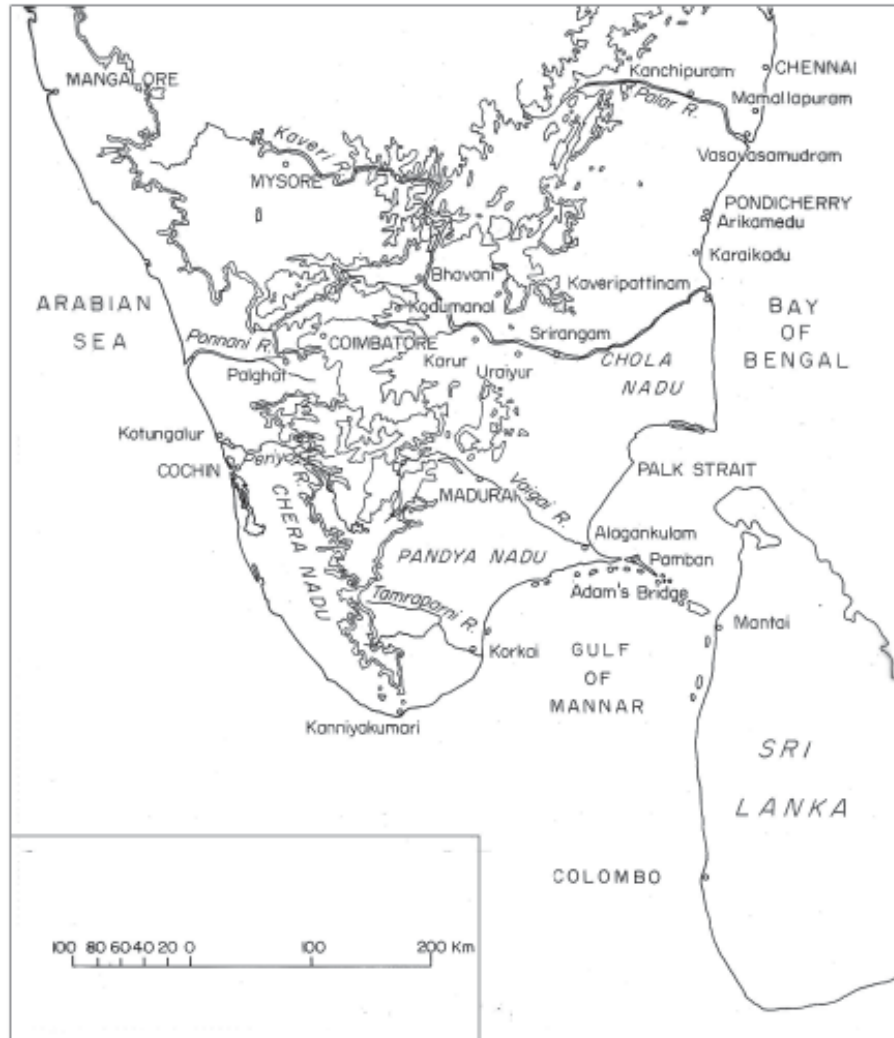 MANGALORE
Kanchipuram
CHENNAI
Palar R.
Mamallapuram
Kaveri R.
Vasavasamudram
MYSORE
PONDICHERRY
Arikamedu
Karaikadu
Bhavani
Kaveripattinam
ARABIAN
SEA
Kodumanal
BAY
OF
BENGAL
Ponnani R.
COIMBATORE
Srirangam
Palghat
Karur
Uraiyur
CHOLA
NADU
Kotungalur
Periyar R.
COCHIN
PALK STRAIT
CHERA NADU
MADURAI
Vaigai R.
Alagankulam
PANDYA NADU
Pamban
Adam's Bridge
Tamraparni R.
Mantai
Korkai
GULF
OF
MANNAR
Kanniyakumari
SRI
LANKA
COLOMBO
100 80 60 40 20 0 100 200 Km